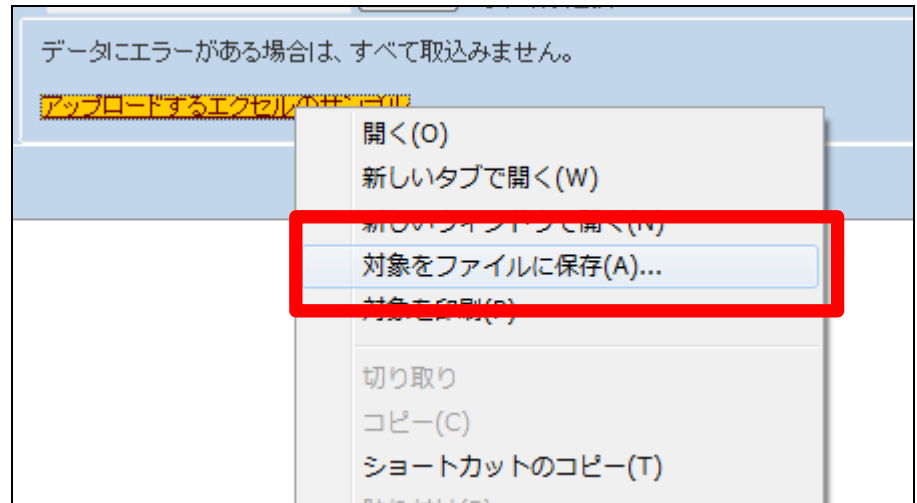 データにエラーがある場合は、すべて取込みません。
アップロードするエクセルのサンプル
開く(O)
新しいタブで開く(W)
新しいウィンドウで開く(N)
対象をファイルに保存(A)...
対象を印刷(P)
切り取り
コピー(C)
ショートカットのコピー(T)